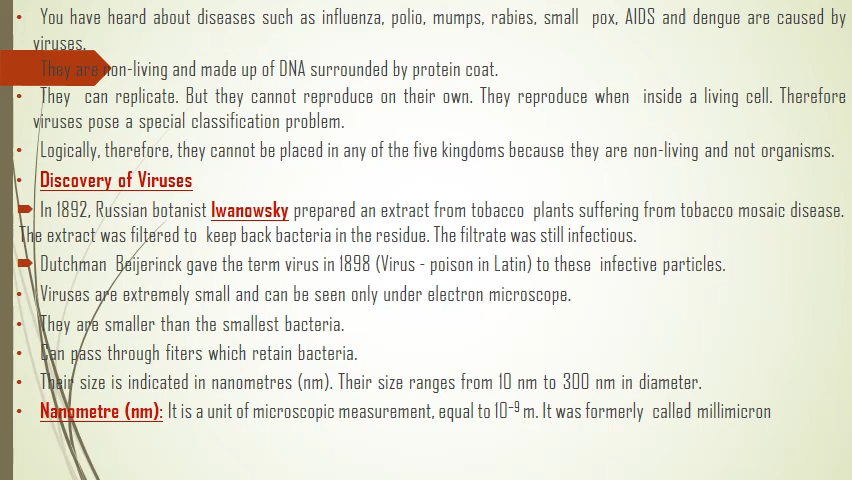 • You have heard about diseases such as influenza, polio, mumps, rabies, small pox, AIDS and dengue are caused by
viruses.
They are non-living and made up of DNA surrounded by protein coat.
• They can replicate. But they cannot reproduce on their own. They reproduce when inside a living cell. Therefore
viruses pose a special classification problem.
• Logically, therefore, they cannot be placed in any of the five kingdoms because they are non-living and not organisms.
• Discovery of Viruses
In 1892, Russian botanist Iwanowsky prepared an extract from tobacco plants suffering from tobacco mosaic disease.
The extract was filtered to keep back bacteria in the residue. The filtrate was still infectious.
Dutchman Beijerinck gave the term virus in 1898 (Virus - poison in Latin) to these infective particles.
• Viruses are extremely small and can be seen only under electron microscope.
• They are smaller than the smallest bacteria.
• Can pass through fiters which retain bacteria.
• Their size is indicated in nanometres (nm). Their size ranges from 10 nm to 300 nm in diameter.
• Nanometre (nm): It is a unit of microscopic measurement, equal to 10⁻⁹ m. It was formerly called millimicron